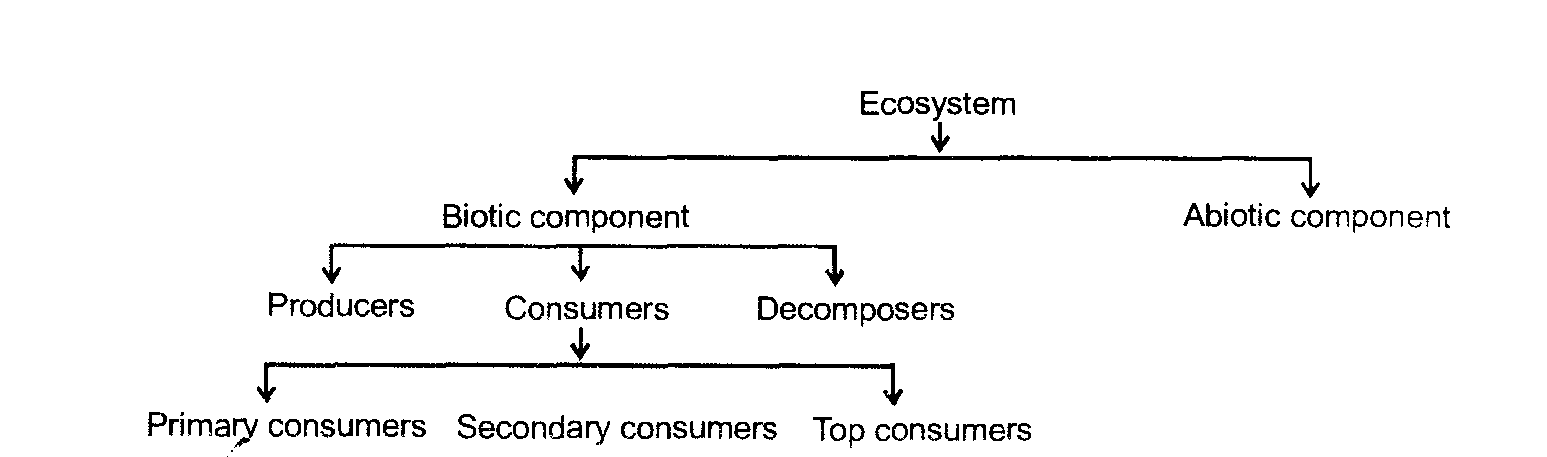 Ecosystem
Biotic component Abiotic component
Producers Consumers Decomposers
Primary consumers Secondary consumers Top consumers